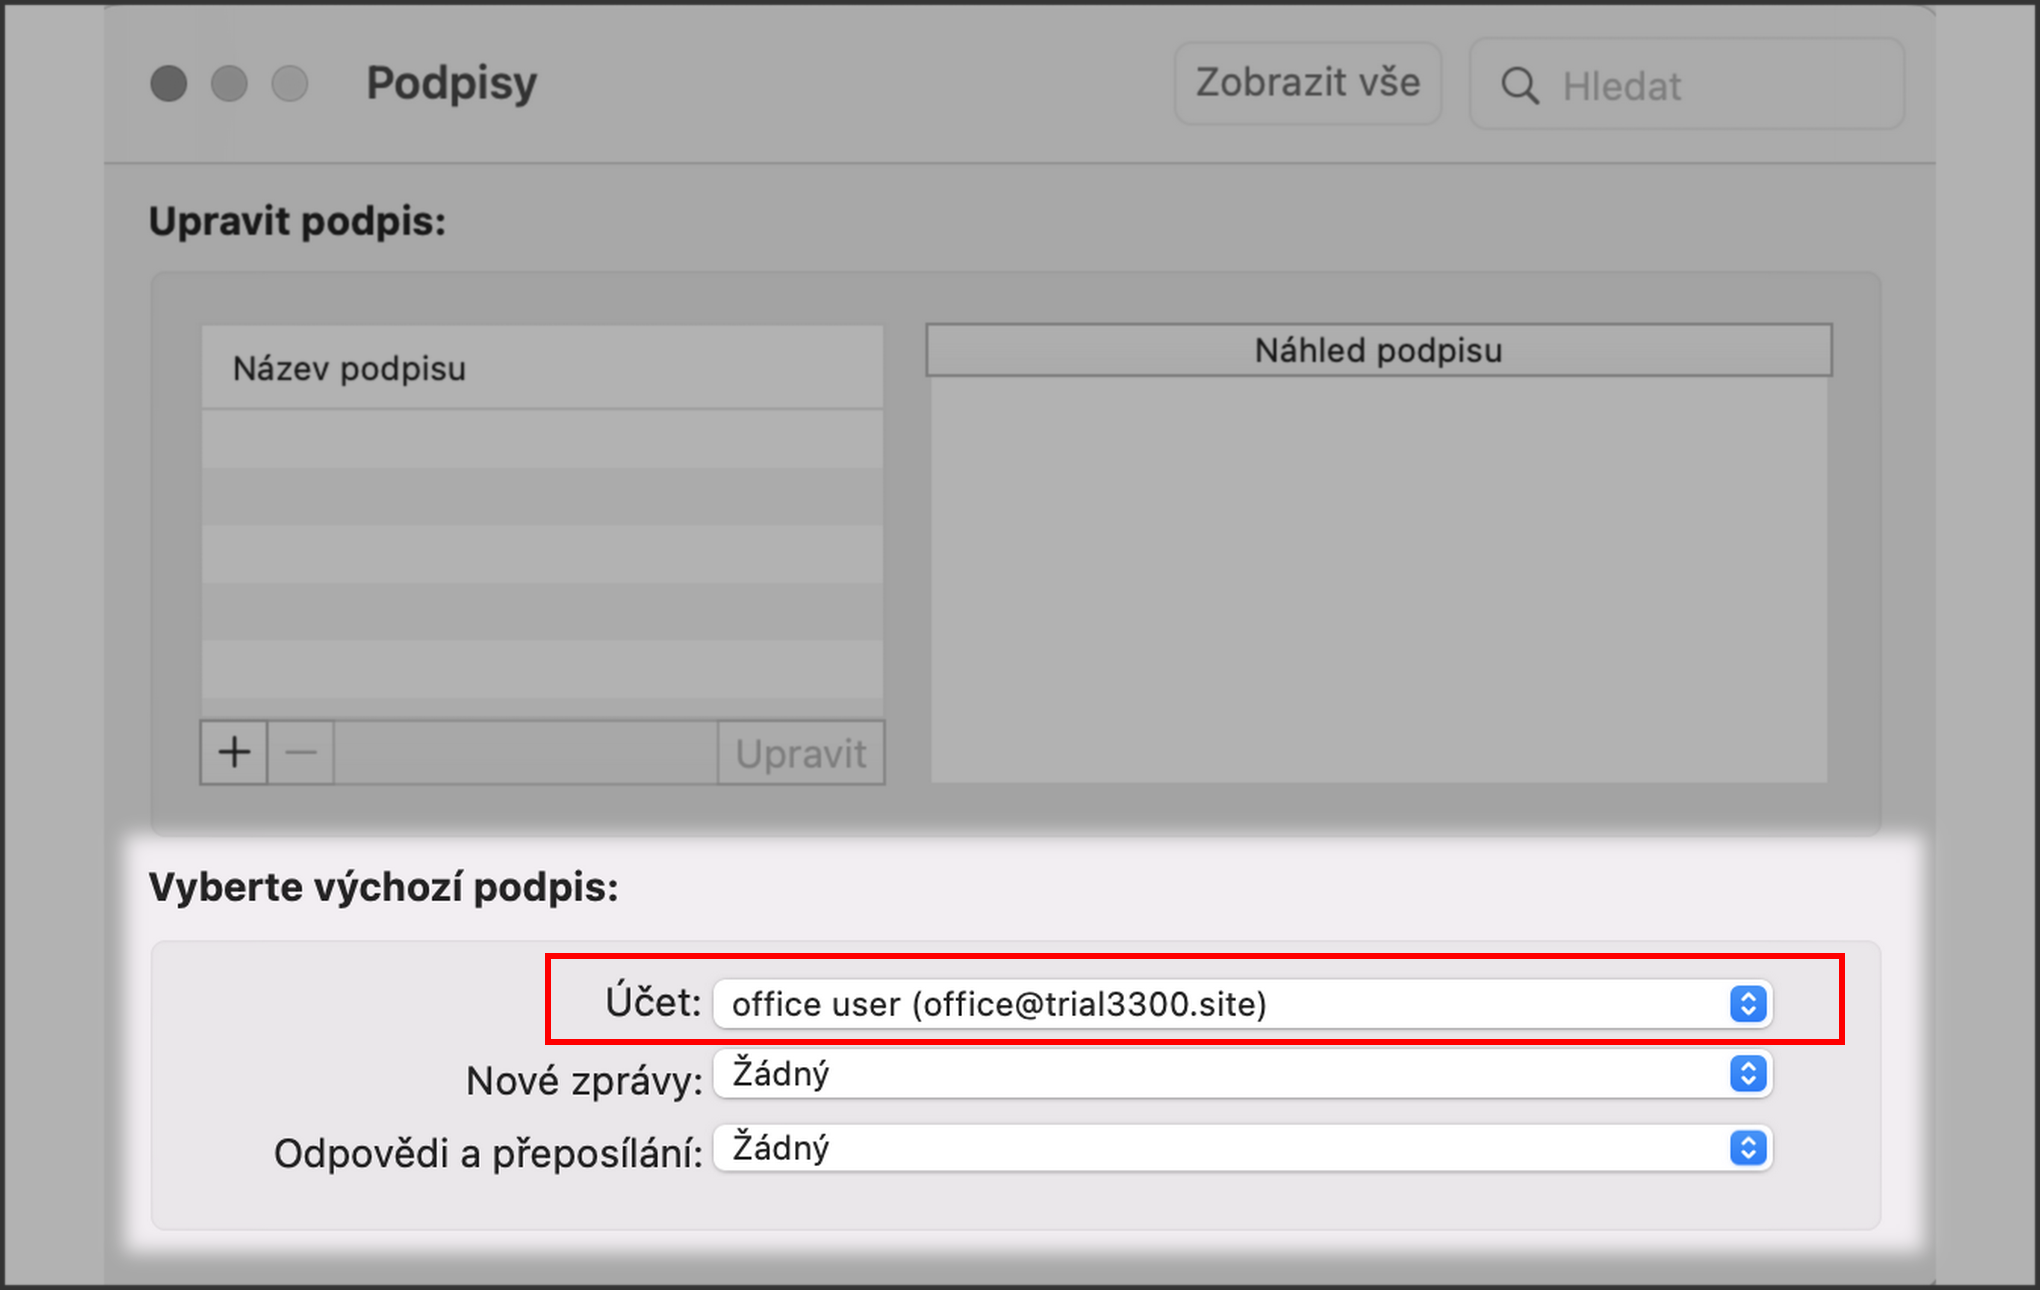 Podpisy
Zobrazit vše
Hledat
Upravit podpis:
Název podpisu
Náhled podpisu
Upravit
Vyberte výchozí podpis:
Účet: office user (office@trial3300.site)
Nové zprávy: Žádný
Odpovědi a přeposílání: Žádný